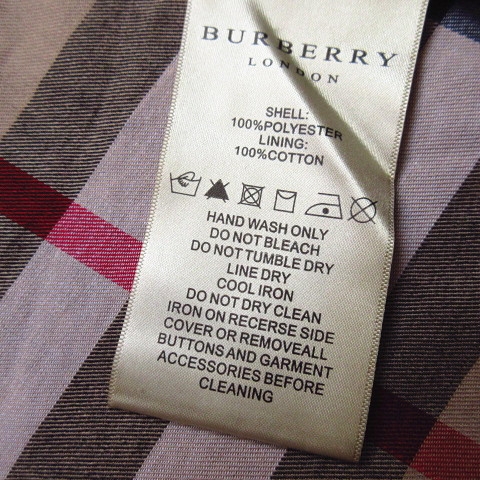 BURBERRY
LONDON
SHELL:
100%POLYESTER
LINING:
100%COTTON
HAND WASH ONLY
DO NOT BLEACH
DO NOT TUMBLE DRY
LINE DRY
COOL IRON
DO NOT DRY CLEAN
IRON ON RECERSE SIDE
COVER OR REMOVEALL
BUTTONS AND GARMENT
ACCESSORIES BEFORE
CLEANING